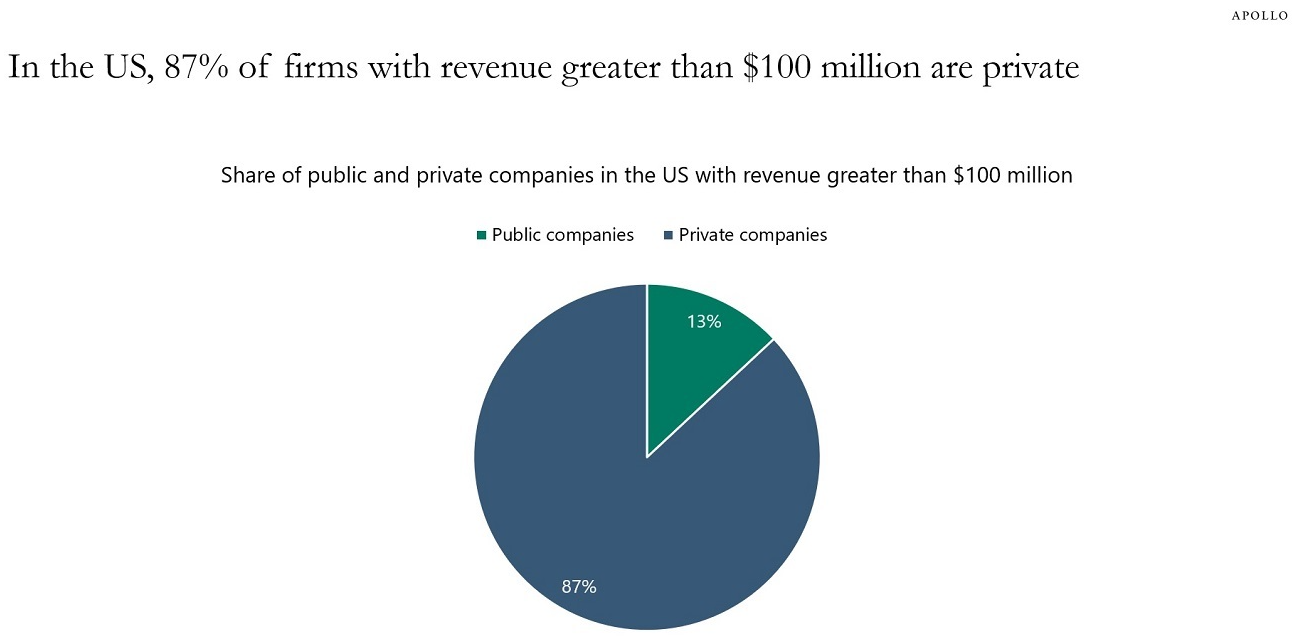 APOLLO
In the US, 87% of firms with revenue greater than $100 million are private
Share of public and private companies in the US with revenue greater than $100 million
Public companies Private companies
13%
87%